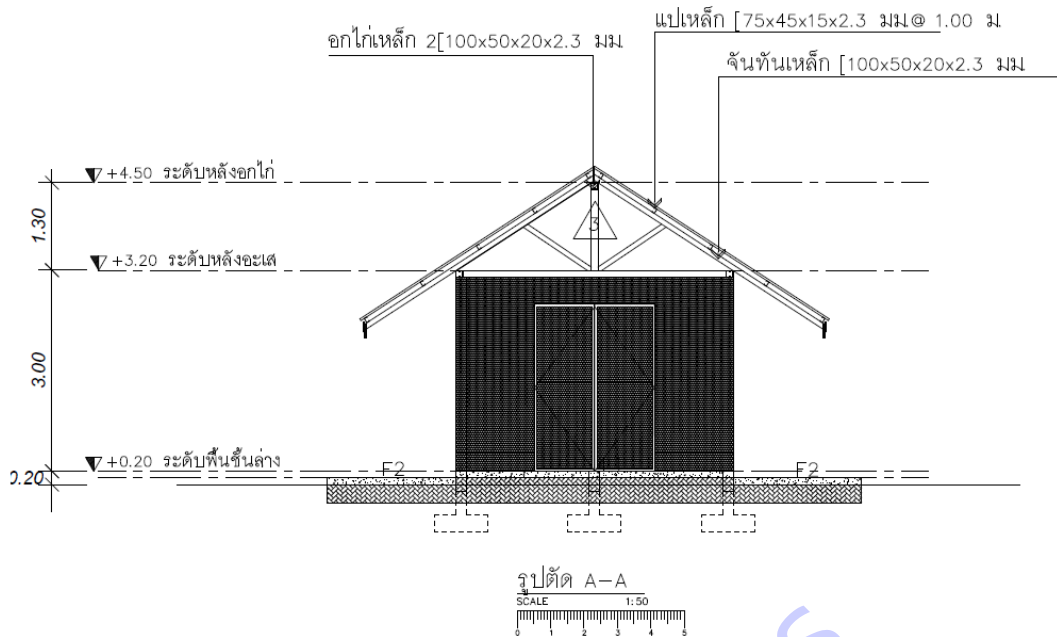 แปเหล็ก [75x45x15x2.3 มม.@ 1.00 ม.
อกไก่เหล็ก 2[100x50x20x2.3 มม.
จันทันเหล็ก [100x50x20x2.3 มม.
+4.50 ระดับหลังอกไก่
1.30
3
+3.20 ระดับหลังอะเส
3.00
+0.20 ระดับพื้นชั้นล่าง
F2 F2
0.20
รูปตัด A-A
SCALE 1:50
0 1 2 3 4 5